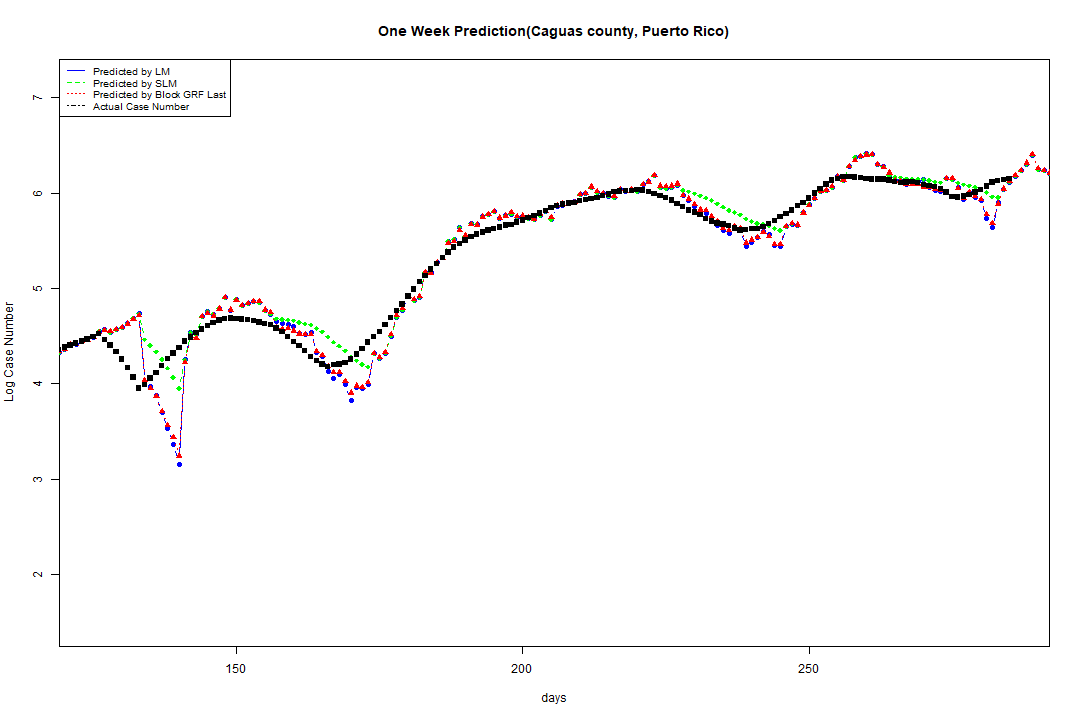 One Week Prediction(Caguas county, Puerto Rico)
Predicted by LM
Predicted by SLM
Predicted by Block GRF Last
Actual Case Number
7
6
5
4
3
2
Log Case Number
150
200
250
days